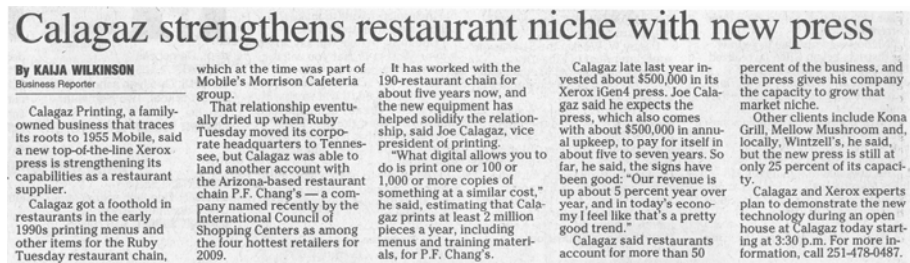 Calagaz strengthens restaurant niche with new press
By KAIJA WILKINSON
Business Reporter
Calagaz Printing, a family-
owned business that traces
its roots to 1955 Mobile, said
a new top-of-the-line Xerox
press is strengthening its
capabilities as a restaurant
supplier.
Calagaz got a foothold in
restaurants in the early
1990s printing menus and
other items for the Ruby
Tuesday restaurant chain,
which at the time was part of
Mobile's Morrison Cafeteria
group.
That relationship eventu-
ally dried up when Ruby
Tuesday moved its corpo-
rate headquarters to Tennes-
see, but Calagaz was able to
land another account with
the Arizona-based restaurant
chain P.F. Chang's — a com-
pany named recently by the
International Council of
Shopping Centers as among
the four hottest retailers for
2009.
It has worked with the
190-restaurant chain for
about five years now, and
the new equipment has
helped solidify the relation-
ship, said Joe Calagaz, vice
president of printing.
"What digital allows you to
do is print one or 100 or
1,000 or more copies of
something at a similar cost,"
he said, estimating that Cala-
gaz prints at least 2 million
pieces a year, including
menus and training materi-
als, for P.F. Chang's.
Calagaz late last year in-
vested about $500,000 in its
Xerox iGen4 press. Joe Cala-
gaz said he expects the
press, which also comes
with about $500,000 in annu-
al upkeep, to pay for itself in
about five to seven years. So
far, he said, the signs have
been good: "Our revenue is
up about 5 percent year over
year, and in today's econo-
my I feel like that's a pretty
good trend."
Calagaz said restaurants
account for more than 50
percent of the business, and
the press gives his company
the capacity to grow that
market niche.
Other clients include Kona
Grill, Mellow Mushroom and,
locally, Wintzell's, he said,
but the new press is still at
only 25 percent of its capaci-
ty.
Calagaz and Xerox experts
plan to demonstrate the new
technology during an open
house at Calagaz today start-
ing at 3:30 p.m. For more in-
formation, call 251-478-0487.